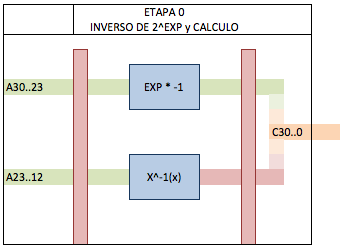 ETAPA 0
INVERSO DE 2^EXP y CALCULO
A30..23
EXP * -1
C30..0
A23..12
X^-1(x)